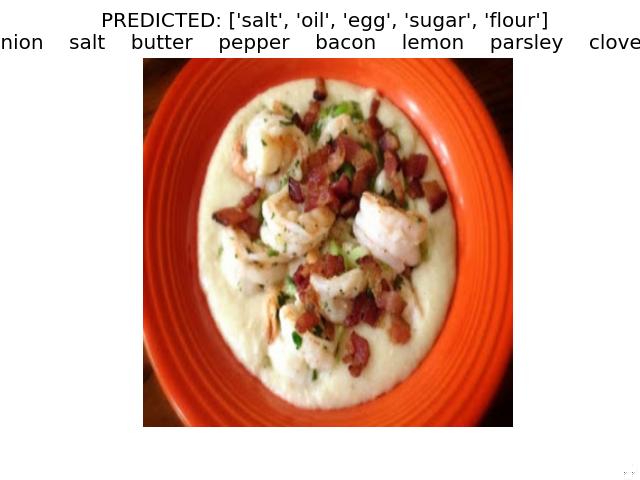 PREDICTED: ['salt', 'oil', 'egg', 'sugar', 'flour']
nion salt butter pepper bacon lemon parsley clove